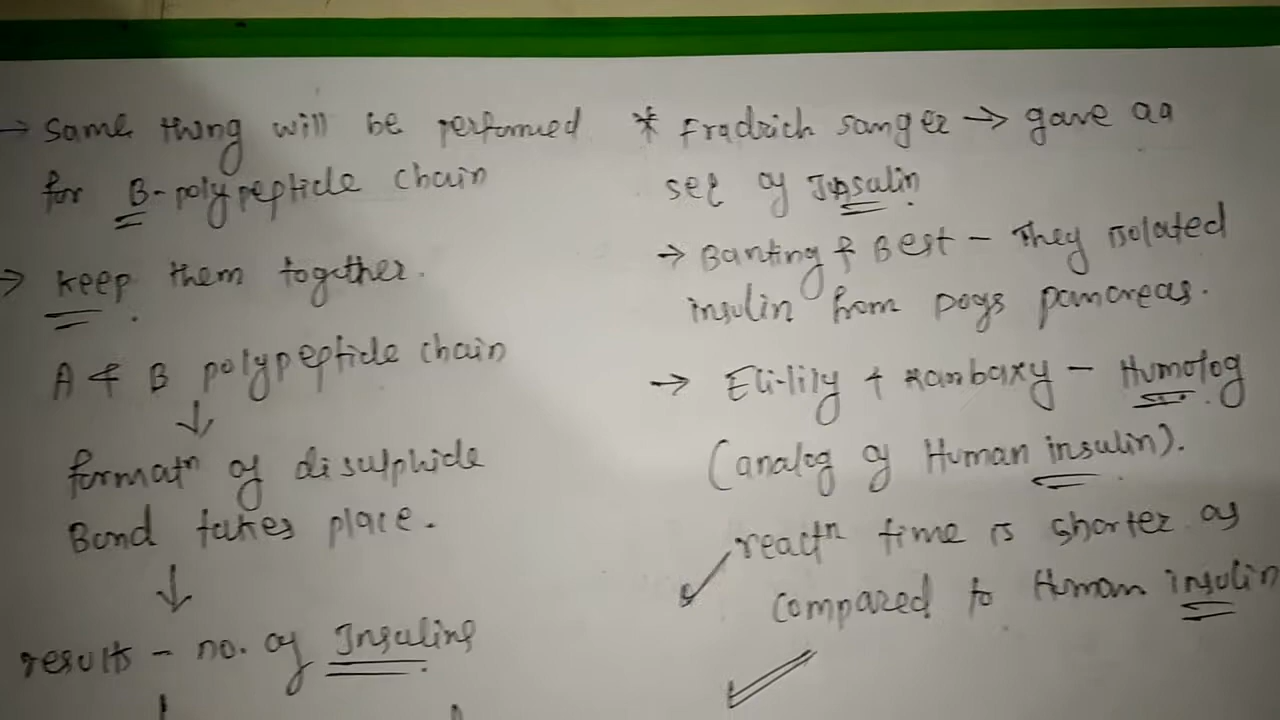 → Same thing will be performed
for B-polypeptide chain
→ Keep them together.
A & B polypeptide chain
↓
formatn of disulphide
Bond takes place.
↓
results - no. of Insulins
* Fradrich sanger → gave aa
seq of Insulin.
→ Banting & Best - They isolated
insulin from Dogs pancreas.
→ Eli-lily + Ranbaxy - Humolog
(analog of Human insulin).
reactn time is shorter as
compared to Human insulin